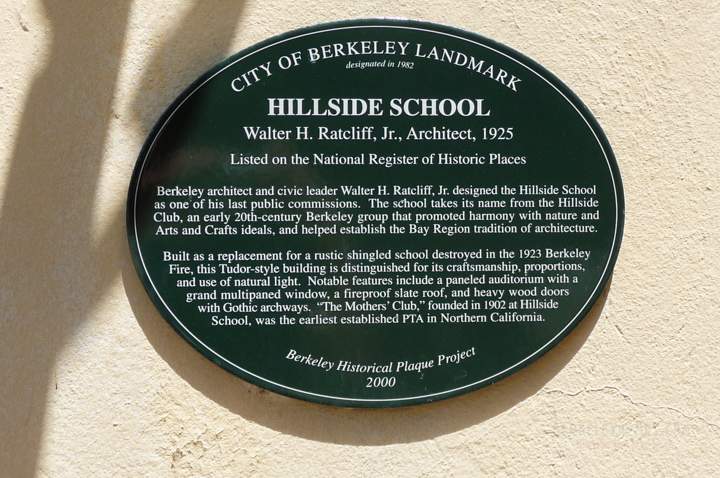 CITY OF BERKELEY LANDMARK
designated in 1982
HILLSIDE SCHOOL
Walter H. Ratcliff, Jr., Architect, 1925
Listed on the National Register of Historic Places
Berkeley architect and civic leader Walter H. Ratcliff, Jr. designed the Hillside School
as one of his last public commissions. The school takes its name from the Hillside
Club, an early 20th-century Berkeley group that promoted harmony with nature and
Arts and Crafts ideals, and helped establish the Bay Region tradition of architecture.
Built as a replacement for a rustic shingled school destroyed in the 1923 Berkeley
Fire, this Tudor-style building is distinguished for its craftsmanship, proportions,
and use of natural light. Notable features include a paneled auditorium with a
grand multipaned window, a fireproof slate roof, and heavy wood doors
with Gothic archways. “The Mothers’ Club,” founded in 1902 at Hillside
School, was the earliest established PTA in Northern California.
Berkeley Historical Plaque Project
2000